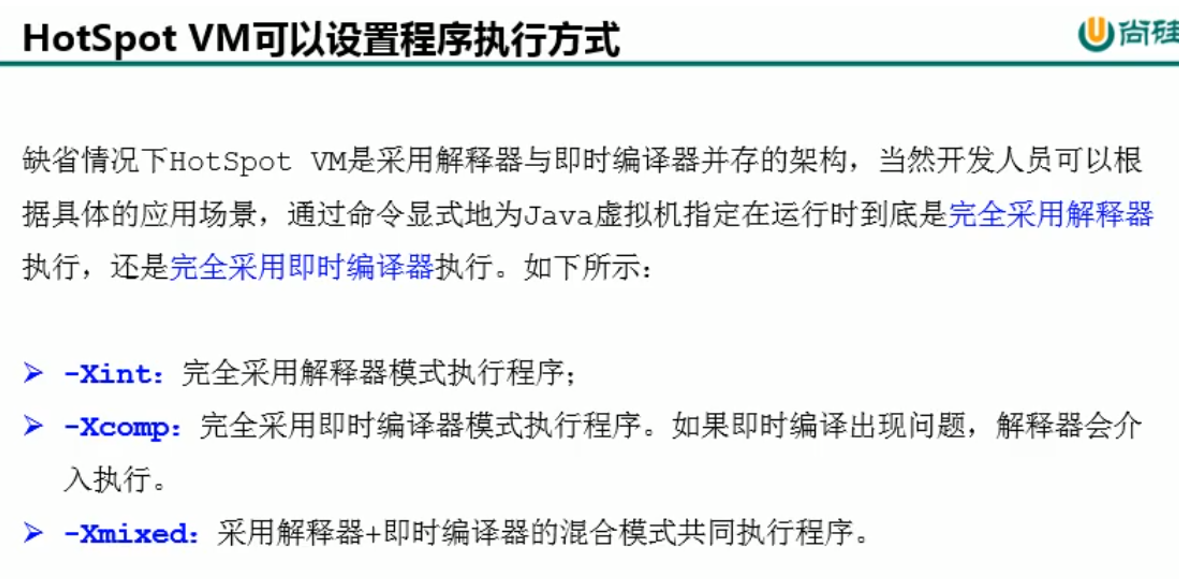 HotSpot VM可以设置程序执行方式
尚硅
缺省情况下HotSpot VM是采用解释器与即时编译器并存的架构，当然开发人员可以根
据具体的应用场景，通过命令显式地为Java虚拟机指定在运行时到底是完全采用解释器
执行，还是完全采用即时编译器执行。如下所示：
➢ -Xint：完全采用解释器模式执行程序；
➢ -Xcomp：完全采用即时编译器模式执行程序。如果即时编译出现问题，解释器会介
入执行。
➢ -Xmixed：采用解释器+即时编译器的混合模式共同执行程序。